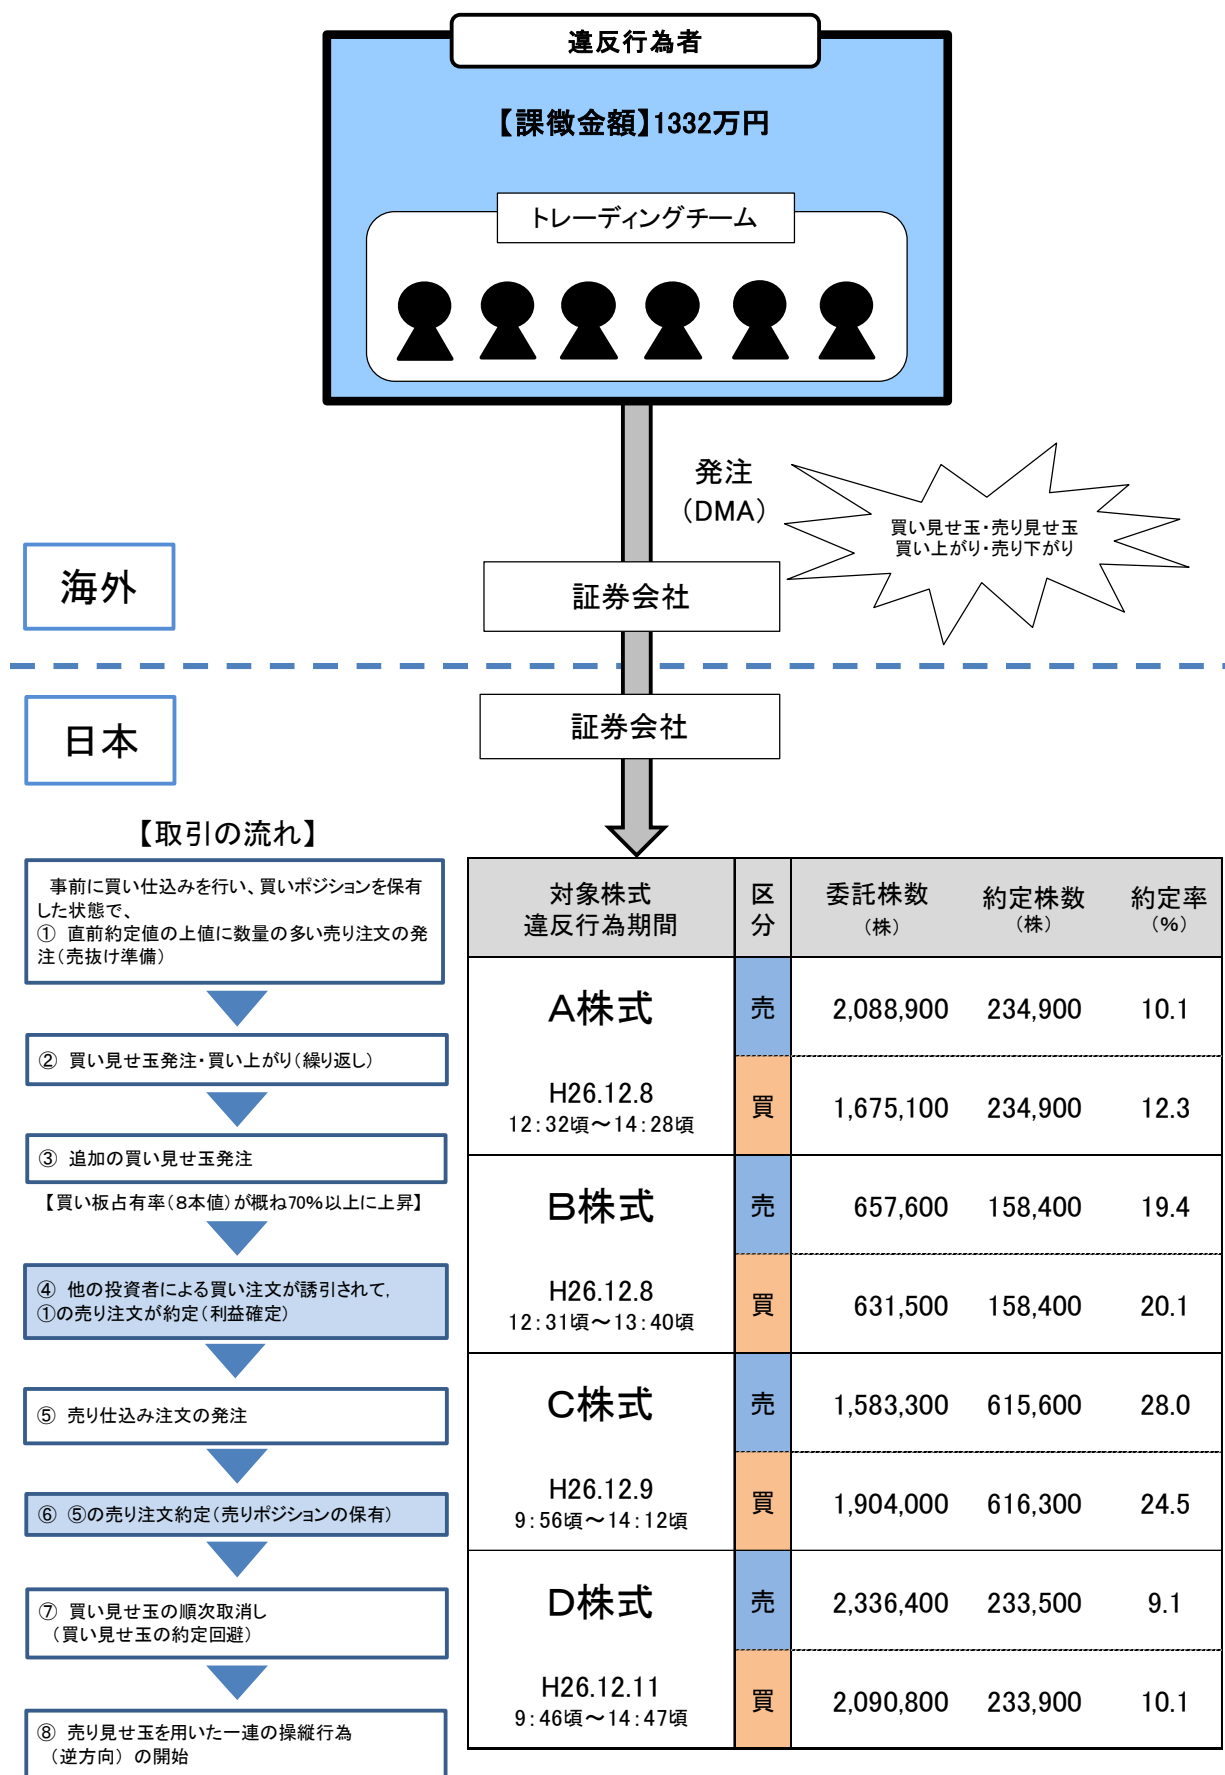 違反行為者
【課徴金額】1332万円
トレーディングチーム
発注
（DMA）
買い見せ玉・売り見せ玉
買い上がり・売り下がり
海外
証券会社
日本
証券会社
【取引の流れ】
事前に買い仕込みを行い、買いポジションを保有
した状態で、
① 直前約定値の上値に数量の多い売り注文の発
注（売抜け準備）
② 買い見せ玉発注・買い上がり（繰り返し）
③ 追加の買い見せ玉発注
【買い板占有率（８本値）が概ね70%以上に上昇】
④ 他の投資者による買い注文が誘引されて,
①の売り注文が約定（利益確定）
⑤ 売り仕込み注文の発注
⑥ ⑤の売り注文約定（売りポジションの保有）
⑦ 買い見せ玉の順次取消し
（買い見せ玉の約定回避）
⑧ 売り見せ玉を用いた一連の操縦行為
（逆方向）の開始
対象株式
違反行為期間
区
分
委託株数
（株）
約定株数
（株）
約定率
（%）
A株式
売 2,088,900 234,900 10.1
H26.12.8
12:32頃～14:28頃
買 1,675,100 234,900 12.3
B株式
売 657,600 158,400 19.4
H26.12.8
12:31頃～13:40頃
買 631,500 158,400 20.1
C株式
売 1,583,300 615,600 28.0
H26.12.9
9:56頃～14:12頃
買 1,904,000 616,300 24.5
D株式
売 2,336,400 233,500 9.1
H26.12.11
9:46頃～14:47頃
買 2,090,800 233,900 10.1